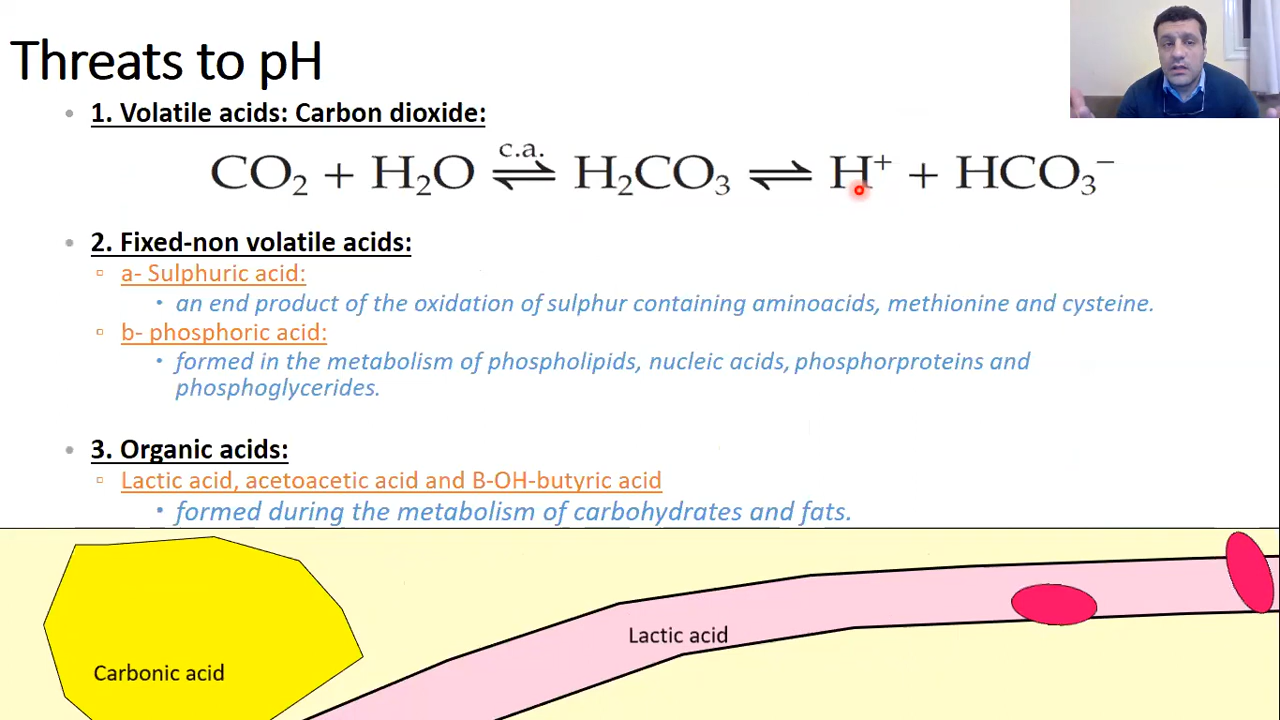 Threats to pH
• 1. Volatile acids: Carbon dioxide:
CO₂ + H₂O ⇌ H₂CO₃ ⇌ H⁺ + HCO₃⁻
c.a.
• 2. Fixed-non volatile acids:
▫ a- Sulphuric acid:
• an end product of the oxidation of sulphur containing aminoacids, methionine and cysteine.
▫ b- phosphoric acid:
• formed in the metabolism of phospholipids, nucleic acids, phosphorproteins and
phosphoglycerides.
• 3. Organic acids:
▫ Lactic acid, acetoacetic acid and B-OH-butyric acid
• formed during the metabolism of carbohydrates and fats.
Lactic acid
Carbonic acid